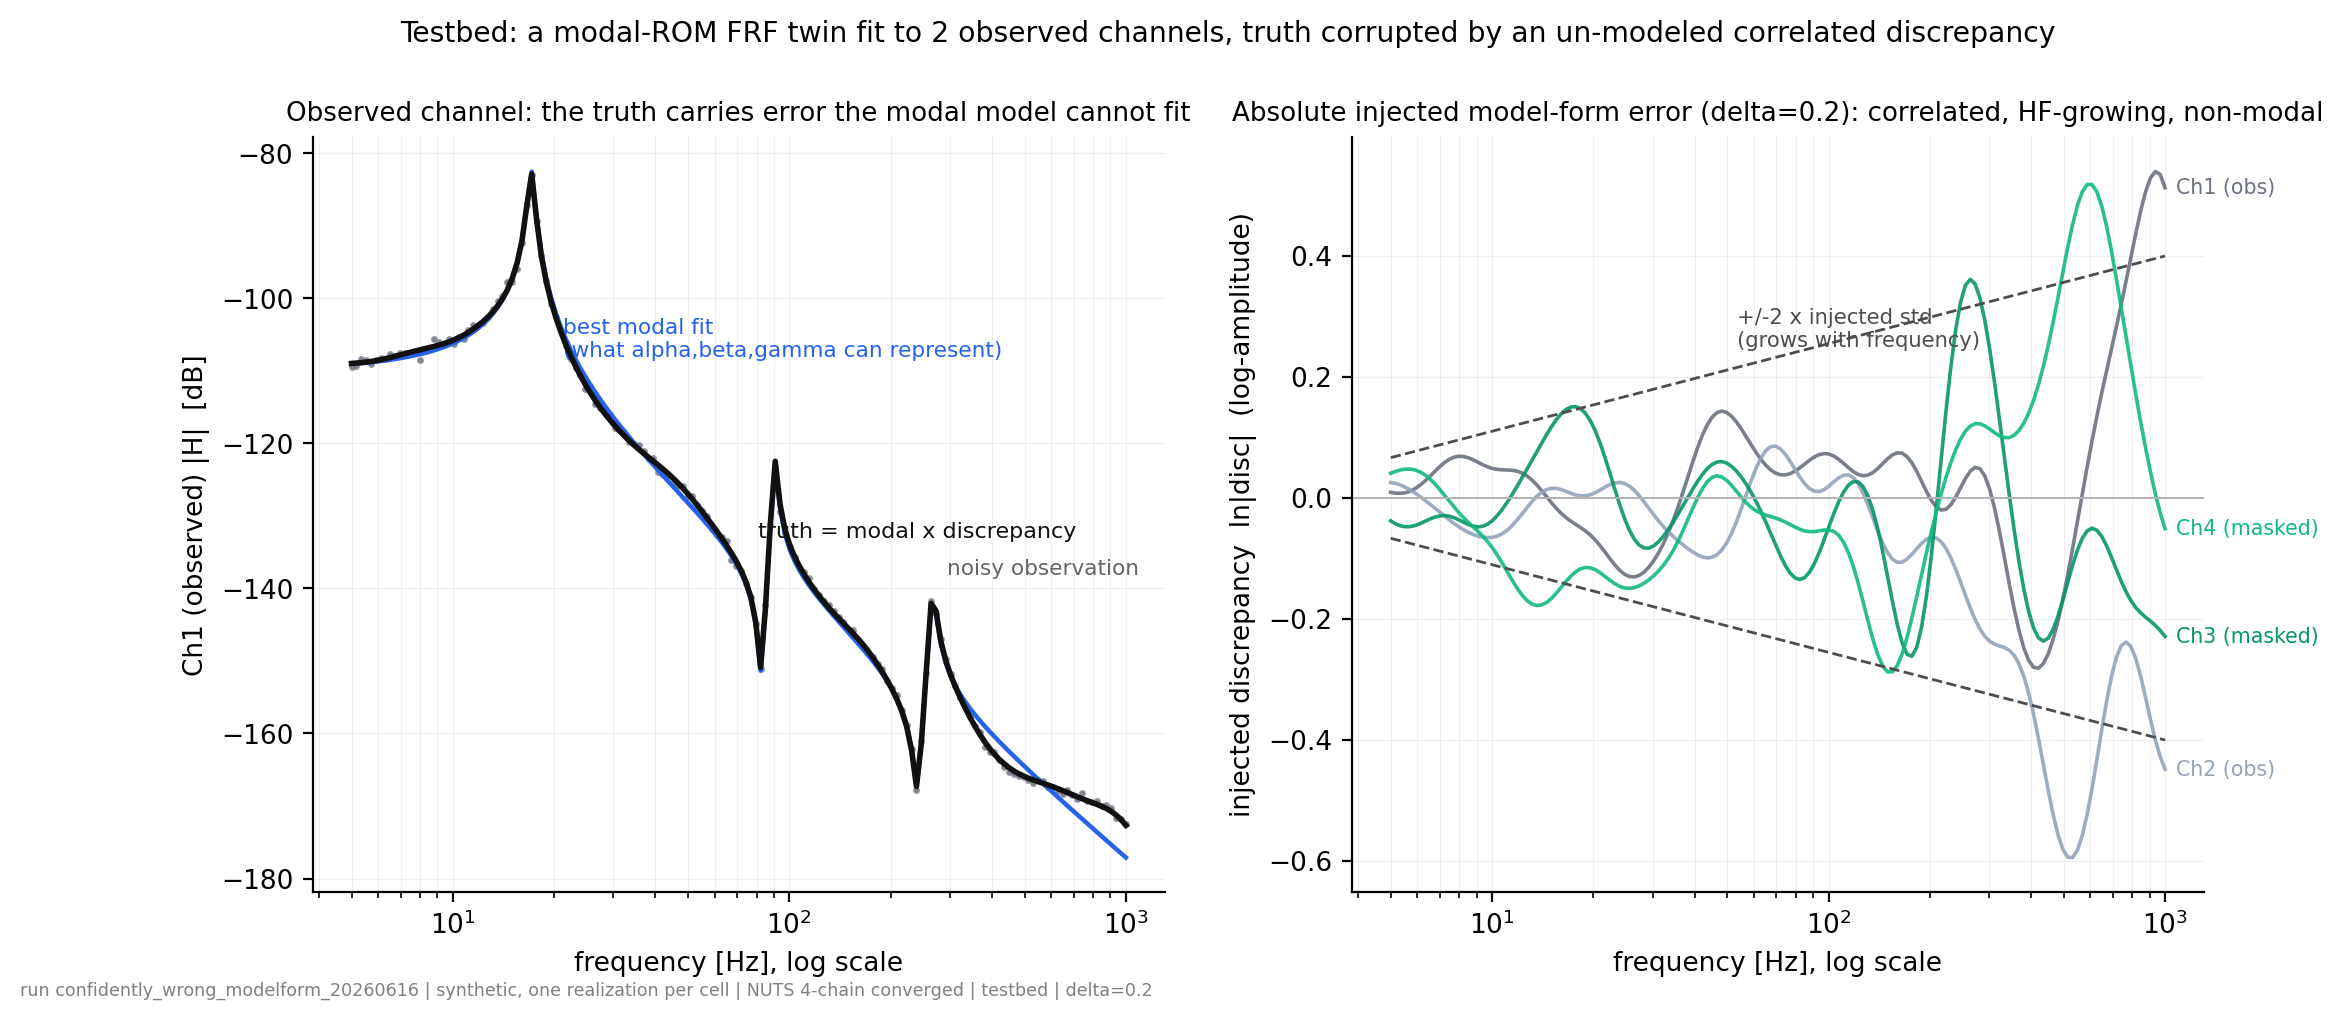 Testbed: a modal-ROM FRF twin fit to 2 observed channels, truth corrupted by an un-modeled correlated discrepancy
Observed channel: the truth carries error the modal model cannot fit
−80
−100
−120
−140
−160
−180
Ch1 (observed) |H| [dB]
best modal fit
(what alpha,beta,gamma can represent)
truth = modal x discrepancy
noisy observation
10¹
10²
10³
frequency [Hz], log scale
Absolute injected model-form error (delta=0.2): correlated, HF-growing, non-modal
0.4
0.2
0.0
−0.2
−0.4
−0.6
injected discrepancy ln|disc| (log-amplitude)
+/-2 x injected std
(grows with frequency)
Ch1 (obs)
Ch4 (masked)
Ch3 (masked)
Ch2 (obs)
10¹
10²
10³
frequency [Hz], log scale
run confidently_wrong_modelform_20260616 | synthetic, one realization per cell | NUTS 4-chain converged | testbed | delta=0.2